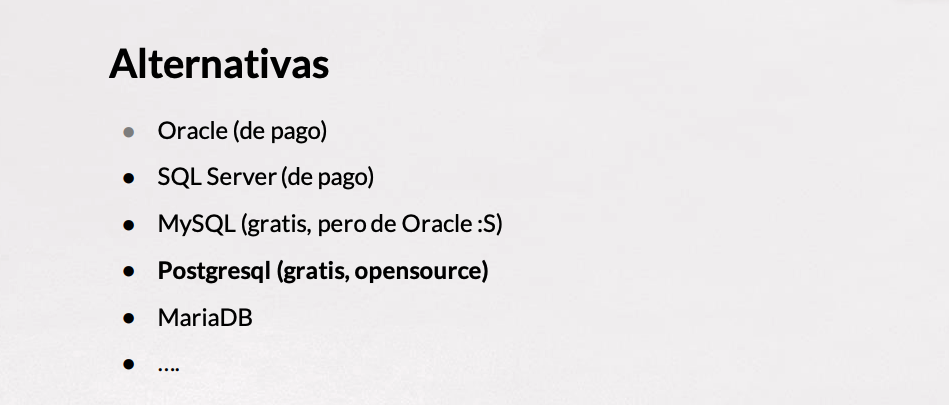 Alternativas
● Oracle (de pago)
● SQL Server (de pago)
● MySQL (gratis, pero de Oracle :S)
● Postgresql (gratis, opensource)
● MariaDB
● ....